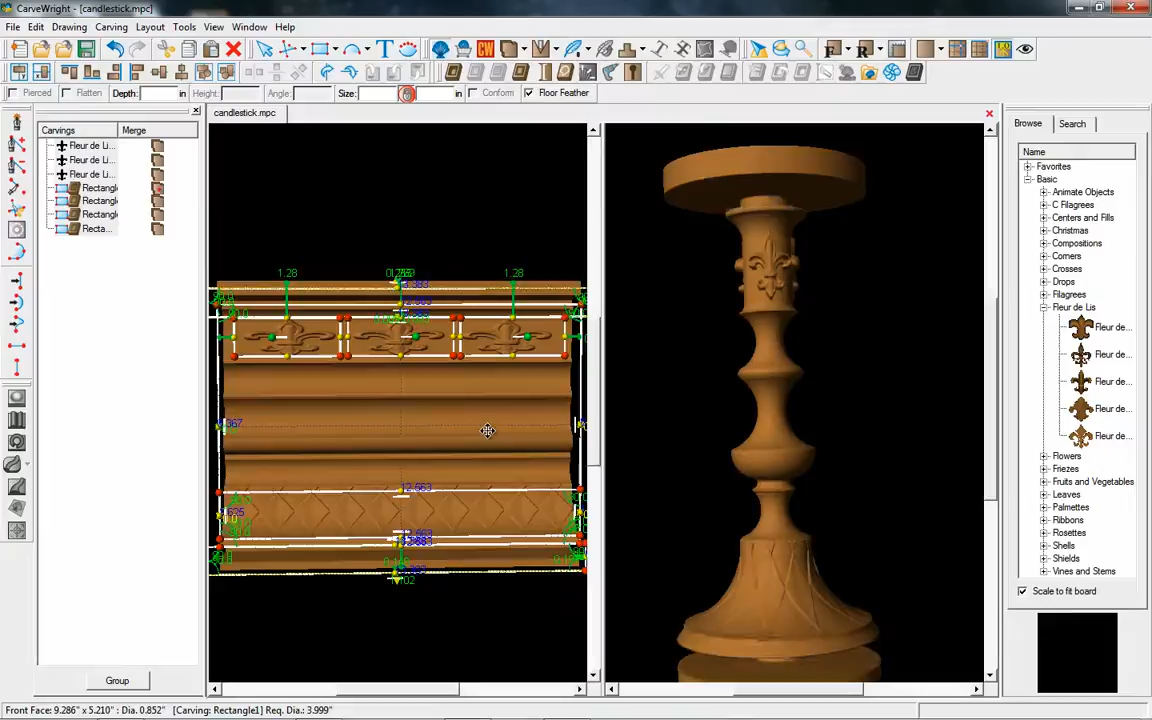 CarveWright - [candlestick.mpc]
File Edit Drawing Carving Layout Tools View Window Help
Pierced Flatten Depth: in Height: Angle: Size: in Conform Floor Feather
Carvings Merge
Fleur de Li...
Fleur de Li...
Fleur de Li...
Rectangl
Rectangl
Rectangl
Recta...
Group
candlestick.mpc
1.28 1.28
12.563
Browse Search
Name
Favorites
Basic
Animate Objects
C Filagrees
Centers and Fills
Christmas
Compositions
Corners
Crosses
Drops
Filagrees
Fleur de Lis
Fleur de...
Fleur de...
Fleur de...
Fleur de...
Fleur de...
Flowers
Friezes
Fruits and Vegetables
Leaves
Palmettes
Ribbons
Rosettes
Shells
Shields
Vines and Stems
Scale to fit board
Front Face: 9.286" x 5.210" : Dia. 0.852" [Carving: Rectangle1] Req. Dia.: 3.999"